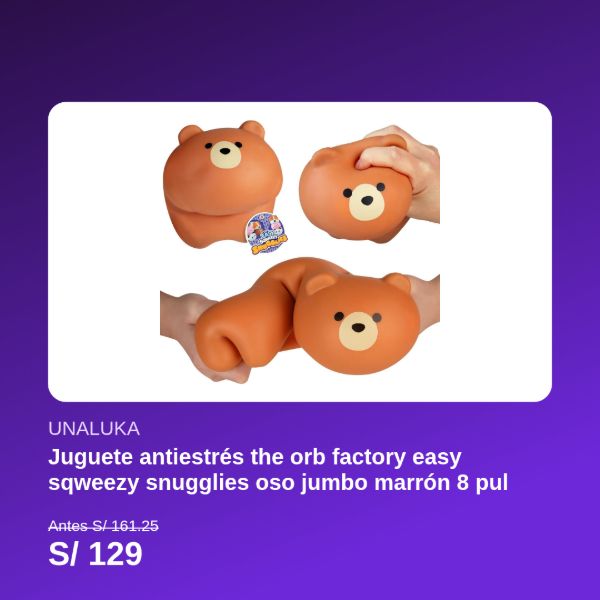 UNALUKA
Juguete antiestrés the orb factory easy
sqweezy snugglies oso jumbo marrón 8 pul
Antes S/ 161.25
S/ 129